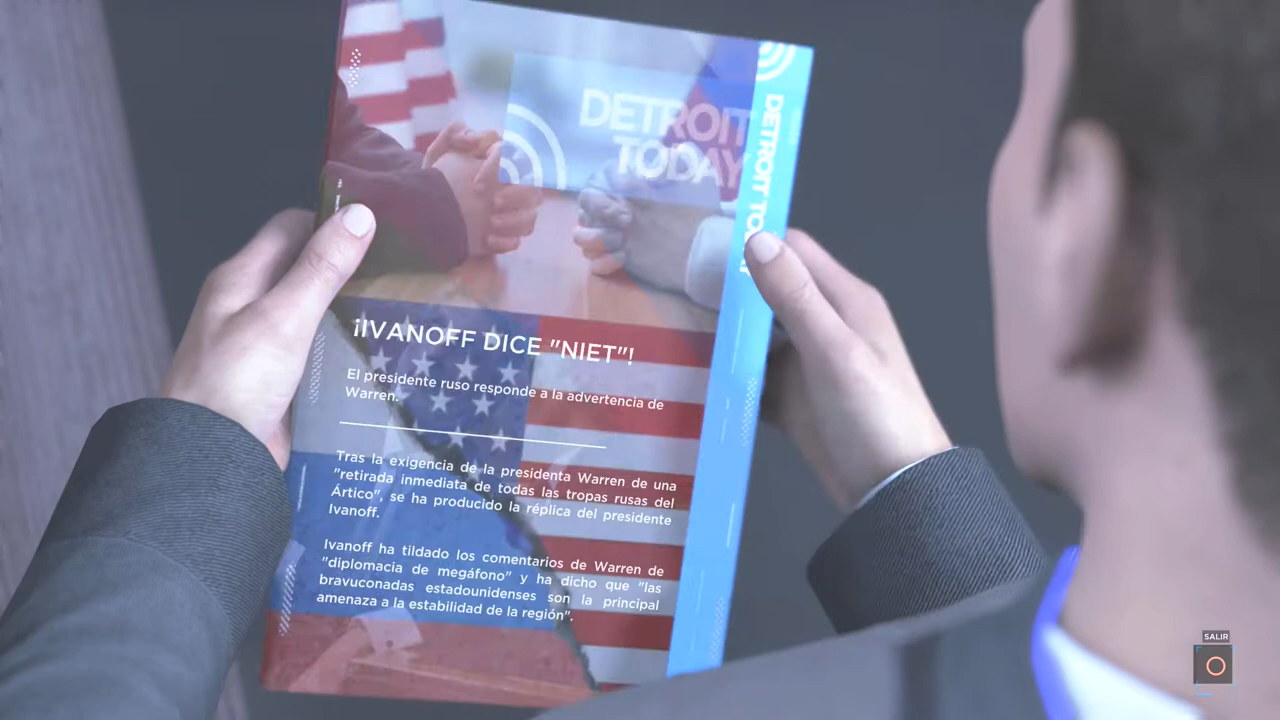 DETROIT
TODAY
DETROIT
¡IVANOFF DICE "NIET"!
El presidente ruso responde a la advertencia de
Warren.
Tras la exigencia de la presidenta Warren de una
"retirada inmediata de todas las tropas rusas del
Ártico", se ha producido la réplica del presidente
Ivanoff.
Ivanoff ha tildado los comentarios de Warren de
"diplomacia de megáfono" y ha dicho que "las
bravuconadas estadounidenses son la principal
amenaza a la estabilidad de la región".
SALIR